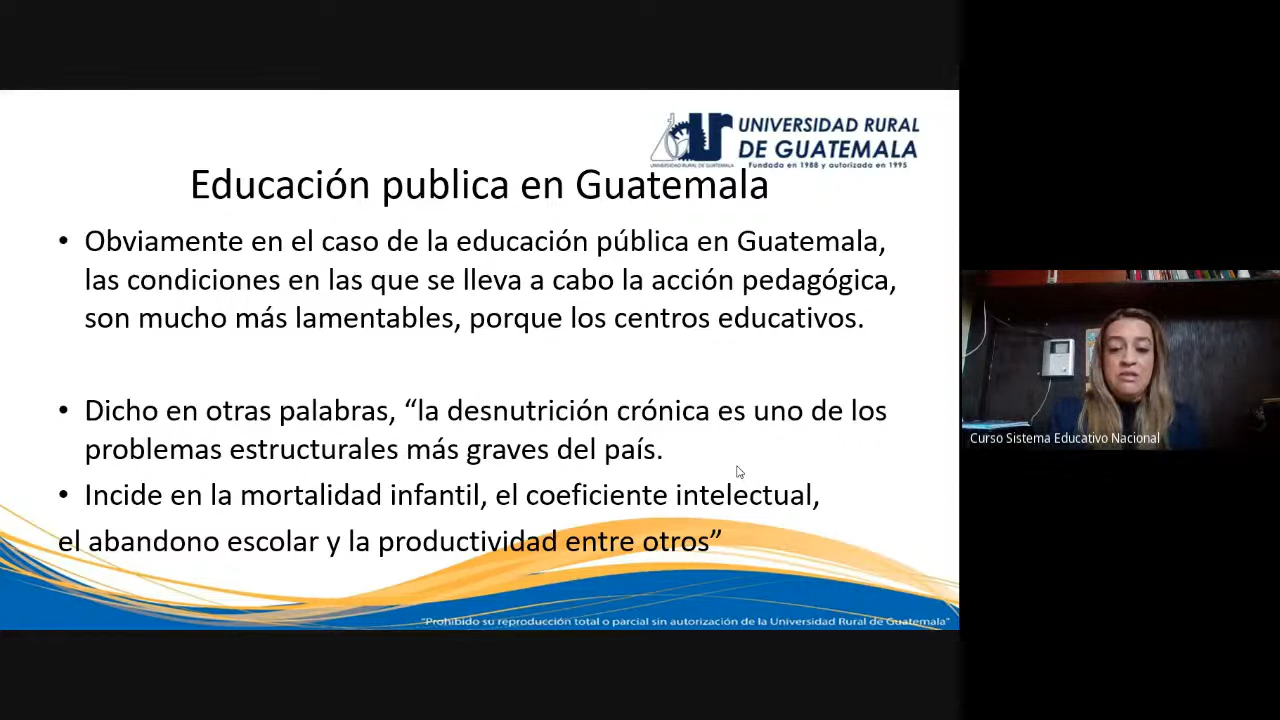 UNIVERSIDAD RURAL
DE GUATEMALA
Fundada en 1988 y autorizada en 1995
UNIVERSIDAD RURAL DE GUATEMALA
Educación publica en Guatemala
• Obviamente en el caso de la educación pública en Guatemala,
las condiciones en las que se lleva a cabo la acción pedagógica,
son mucho más lamentables, porque los centros educativos.
• Dicho en otras palabras, “la desnutrición crónica es uno de los
problemas estructurales más graves del país.
• Incide en la mortalidad infantil, el coeficiente intelectual,
el abandono escolar y la productividad entre otros”
"Prohibido su reproducción total o parcial sin autorización de la Universidad Rural de Guatemala"
Curso Sistema Educativo Nacional